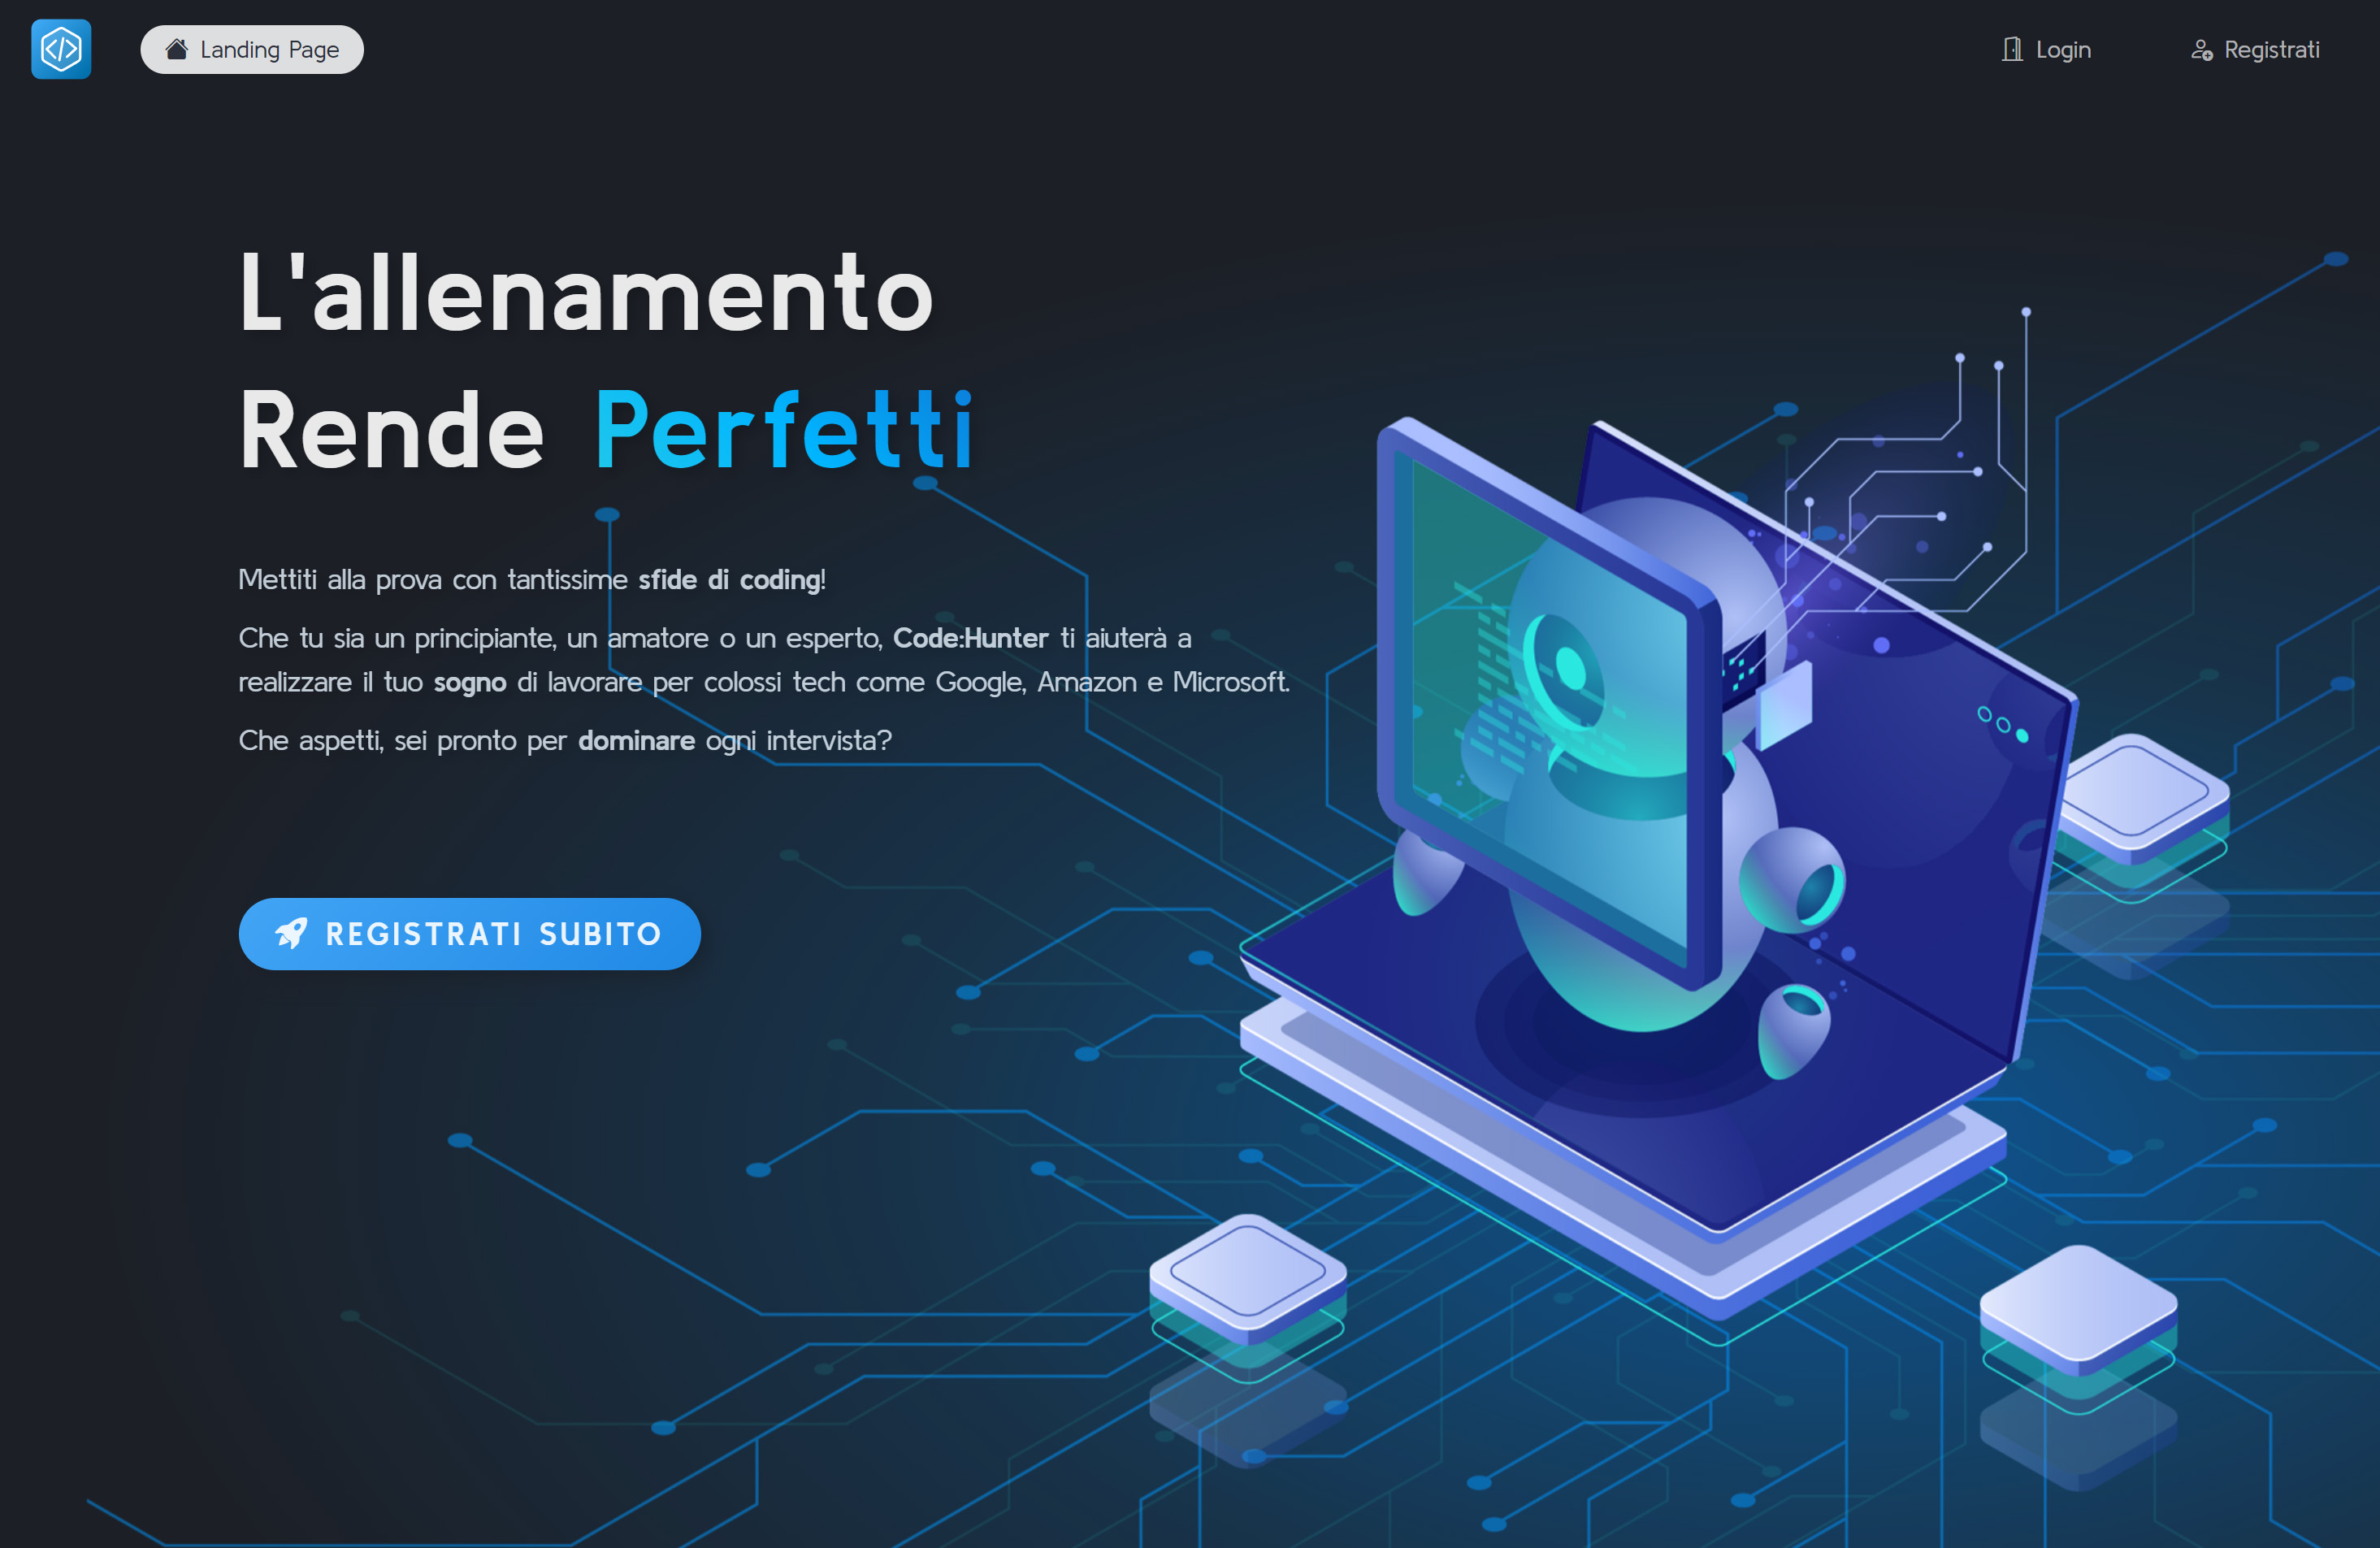 Landing Page
Login
Registrati
L'allenamento
Rende Perfetti
Mettiti alla prova con tantissime sfide di coding!
Che tu sia un principiante, un amatore o un esperto, Code:Hunter ti aiuterà a
realizzare il tuo sogno di lavorare per colossi tech come Google, Amazon e Microsoft.
Che aspetti, sei pronto per dominare ogni intervista?
REGISTRATI SUBITO